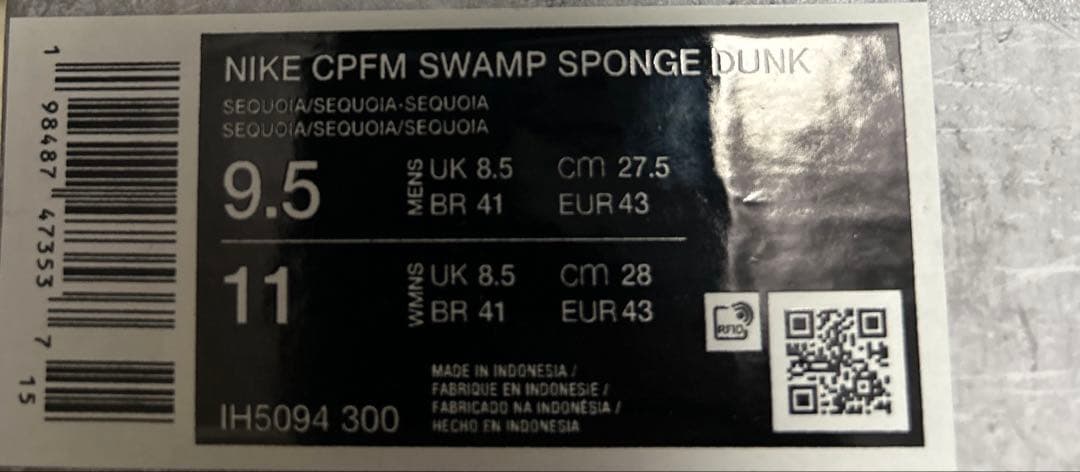 NIKE CPFM SWAMP SPONGE DUNK
SEQUOIA/SEQUOIA-SEQUOIA
SEQUOIA/SEQUOIA/SEQUOIA
9.5 MENS UK 8.5 CM 27.5
BR 41 EUR 43
11 WMNS UK 8.5 CM 28
BR 41 EUR 43
RFID
MADE IN INDONESIA /
FABRIQUE EN INDONESIE /
FABRICADO NA INDONÉSIA /
HECHO EN INDONESIA
IH5094 300
1 98487 47353 7 15